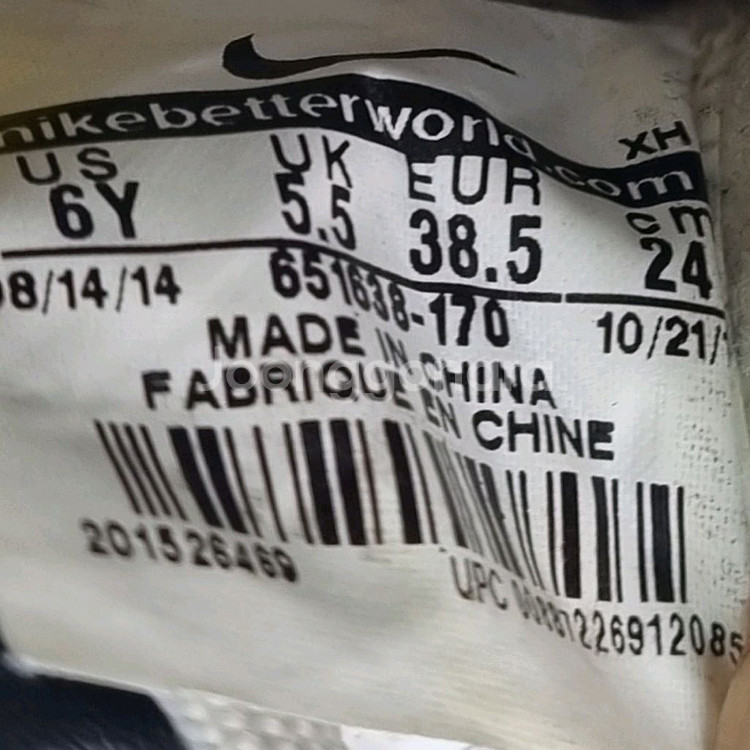 nikebetterworld.com
XH
US UK EUR cm
6Y 5.5 38.5 24
08/14/14 651638-170 10/21/
MADE IN CHINA
FABRIQUE EN CHINE
201526469
UPC